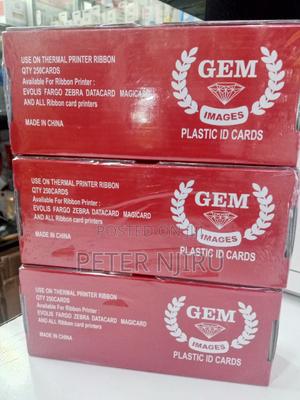 USE ON THERMAL PRINTER RIBBON
QTY 250CARDS
Available For Ribbon Printer :
EVOLIS FARGO ZEBRA DATACARD MAGICARD
AND ALL Ribbon card printers
MADE IN CHINA
GEM
IMAGES
PLASTIC ID CARDS
USE ON THERMAL PRINTER RIBBON
QTY 250CARDS
Available For Ribbon Printer :
EVOLIS FARGO ZEBRA DATACARD MAGICARD
AND ALL Ribbon card printers
MADE IN CHINA
GEM
IMAGES
PLASTIC ID CARDS
POSTED ON
PETER NJIRU
USE ON THERMAL PRINTER RIBBON
QTY 250CARDS
Available For Ribbon Printer :
EVOLIS FARGO ZEBRA DATACARD MAGICARD
AND ALL Ribbon card printers
MADE IN CHINA
GEM
IMAGES
PLASTIC ID CARDS